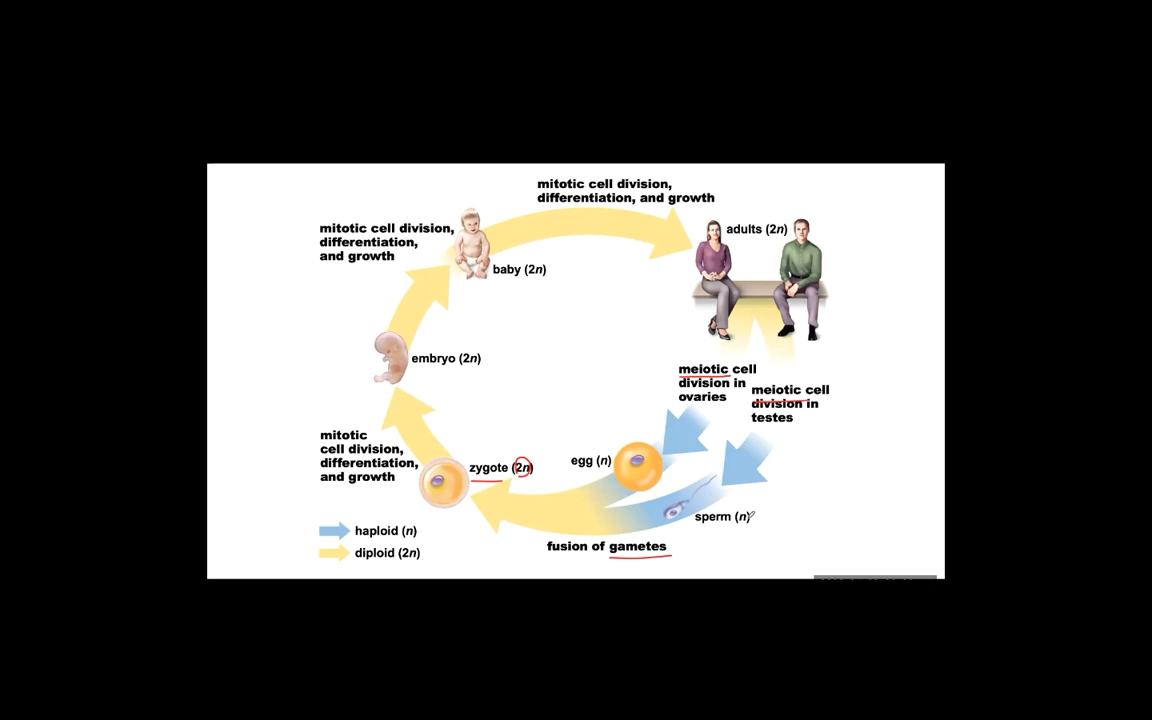 mitotic cell division,
differentiation, and growth
mitotic cell division,
differentiation,
and growth
baby (2n)
adults (2n)
embryo (2n)
meiotic cell
division in
ovaries
meiotic cell
division in
testes
mitotic
cell division,
differentiation,
and growth
zygote (2n)
egg (n)
sperm (n)
fusion of gametes
haploid (n)
diploid (2n)